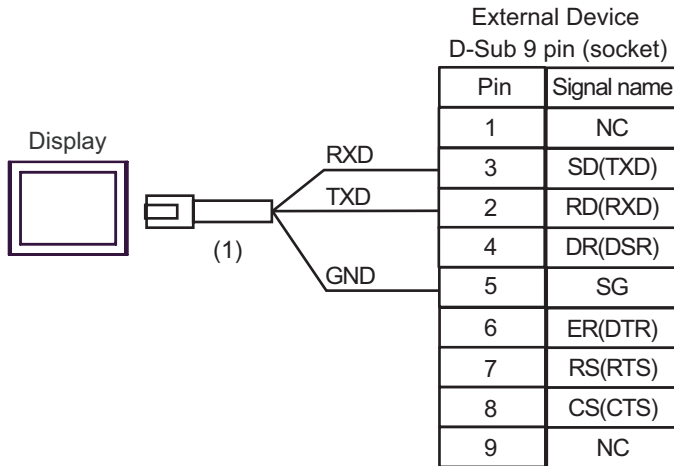 External Device
D-Sub 9 pin (socket)
Pin Signal name
1 NC
Display
RXD
3 SD(TXD)
TXD
2 RD(RXD)
(1)
4 DR(DSR)
GND
5 SG
6 ER(DTR)
7 RS(RTS)
8 CS(CTS)
9 NC